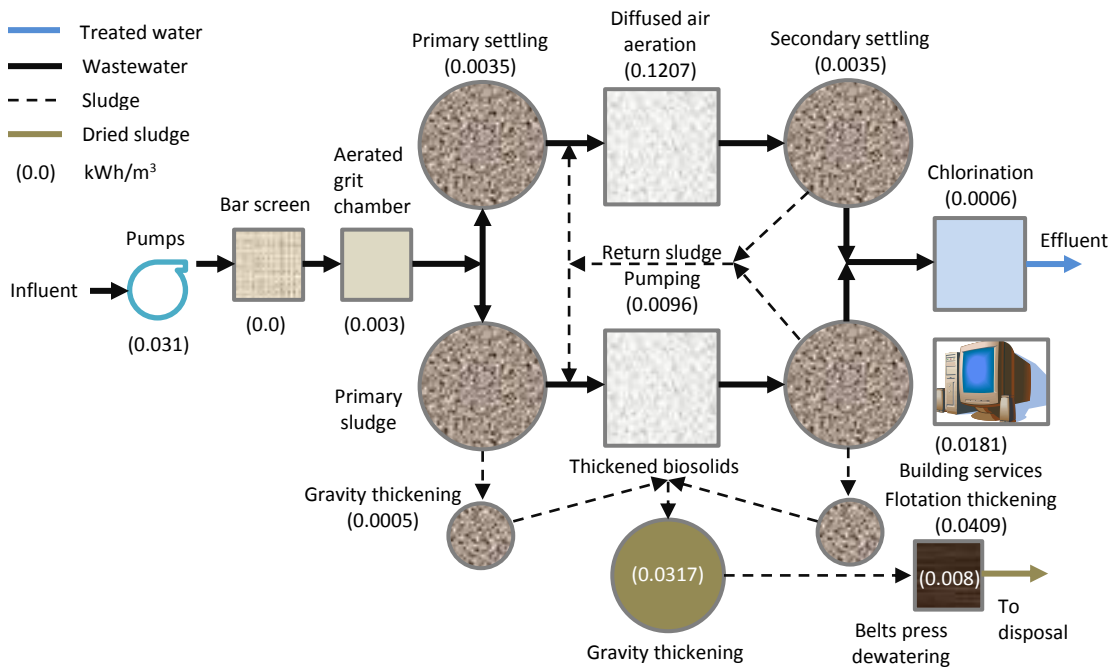 Treated water
Wastewater
Sludge
Dried sludge
(0.0) kWh/m³
Primary settling
(0.0035)
Diffused air
aeration
(0.1207)
Secondary settling
(0.0035)
Aerated
grit
chamber
Bar screen
Pumps
Influent
(0.031)
(0.0)
(0.003)
Return sludge
Pumping
(0.0096)
Chlorination
(0.0006)
Effluent
Primary
sludge
(0.0181)
Building services
Gravity thickening
(0.0005)
Thickened biosolids
Flotation thickening
(0.0409)
(0.0317)
(0.008)
Gravity thickening
Belts press
dewatering
To
disposal